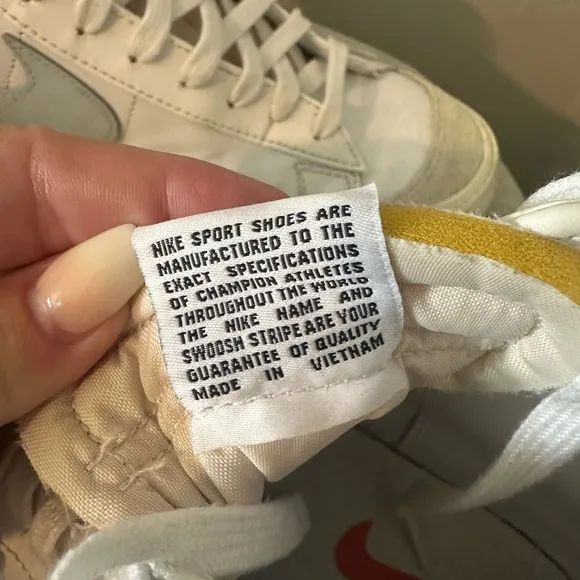 NIKE SPORT SHOES ARE
MANUFACTURED TO THE
EXACT SPECIFICATIONS
OF CHAMPION ATHLETES
THROUGHOUT THE WORLD
THE NIKE NAME AND
SWOOSH STRIPE ARE YOUR
GUARANTEE OF QUALITY
MADE IN VIETNAM